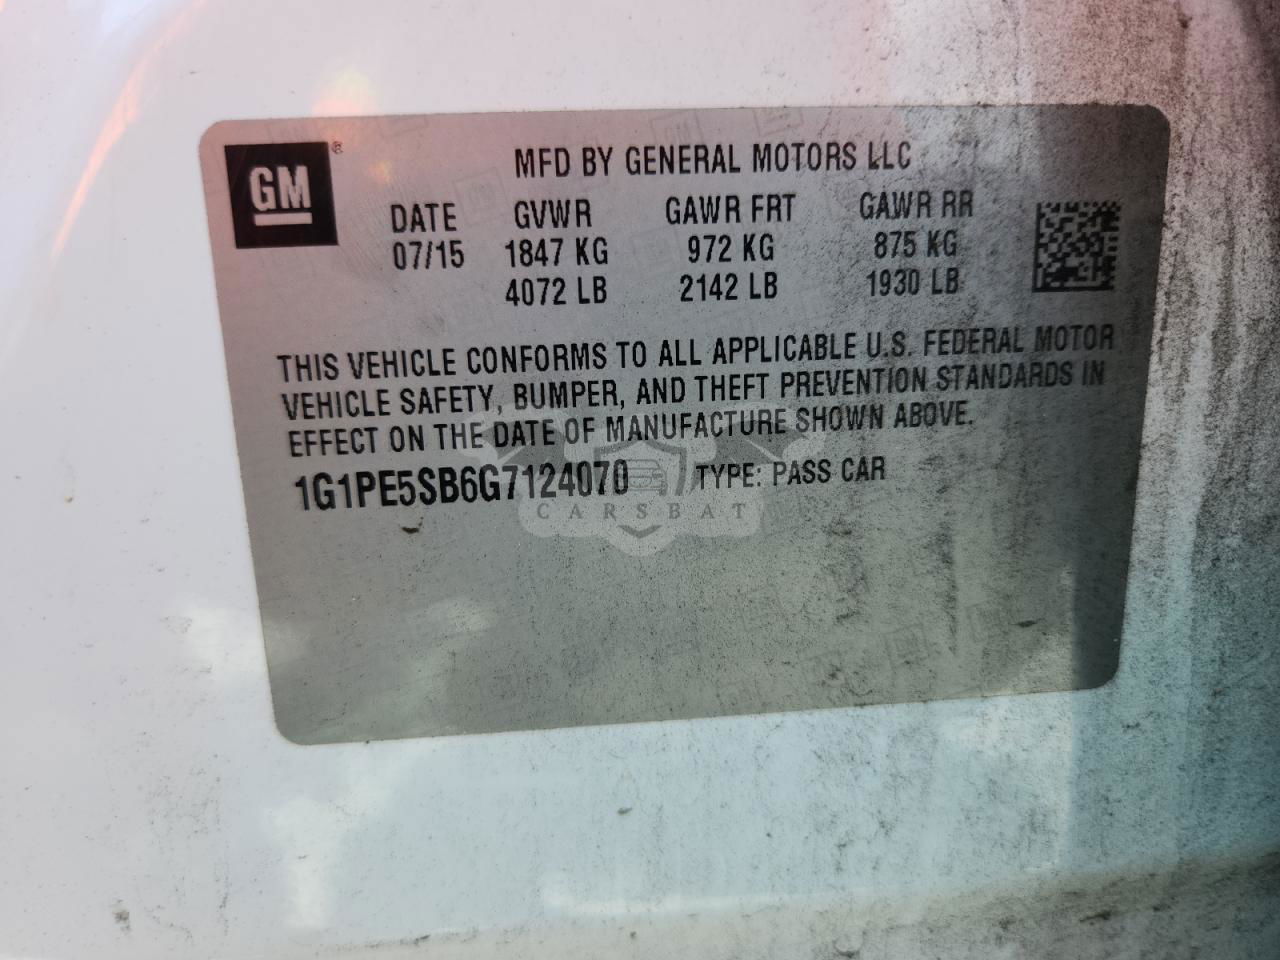 GM ®
MFD BY GENERAL MOTORS LLC
DATE GVWR GAWR FRT GAWR RR
07/15 1847 KG 972 KG 875 KG
4072 LB 2142 LB 1930 LB
THIS VEHICLE CONFORMS TO ALL APPLICABLE U.S. FEDERAL MOTOR
VEHICLE SAFETY, BUMPER, AND THEFT PREVENTION STANDARDS IN
EFFECT ON THE DATE OF MANUFACTURE SHOWN ABOVE.
1G1PE5SB6G7124070 TYPE: PASS CAR
CARSBAT